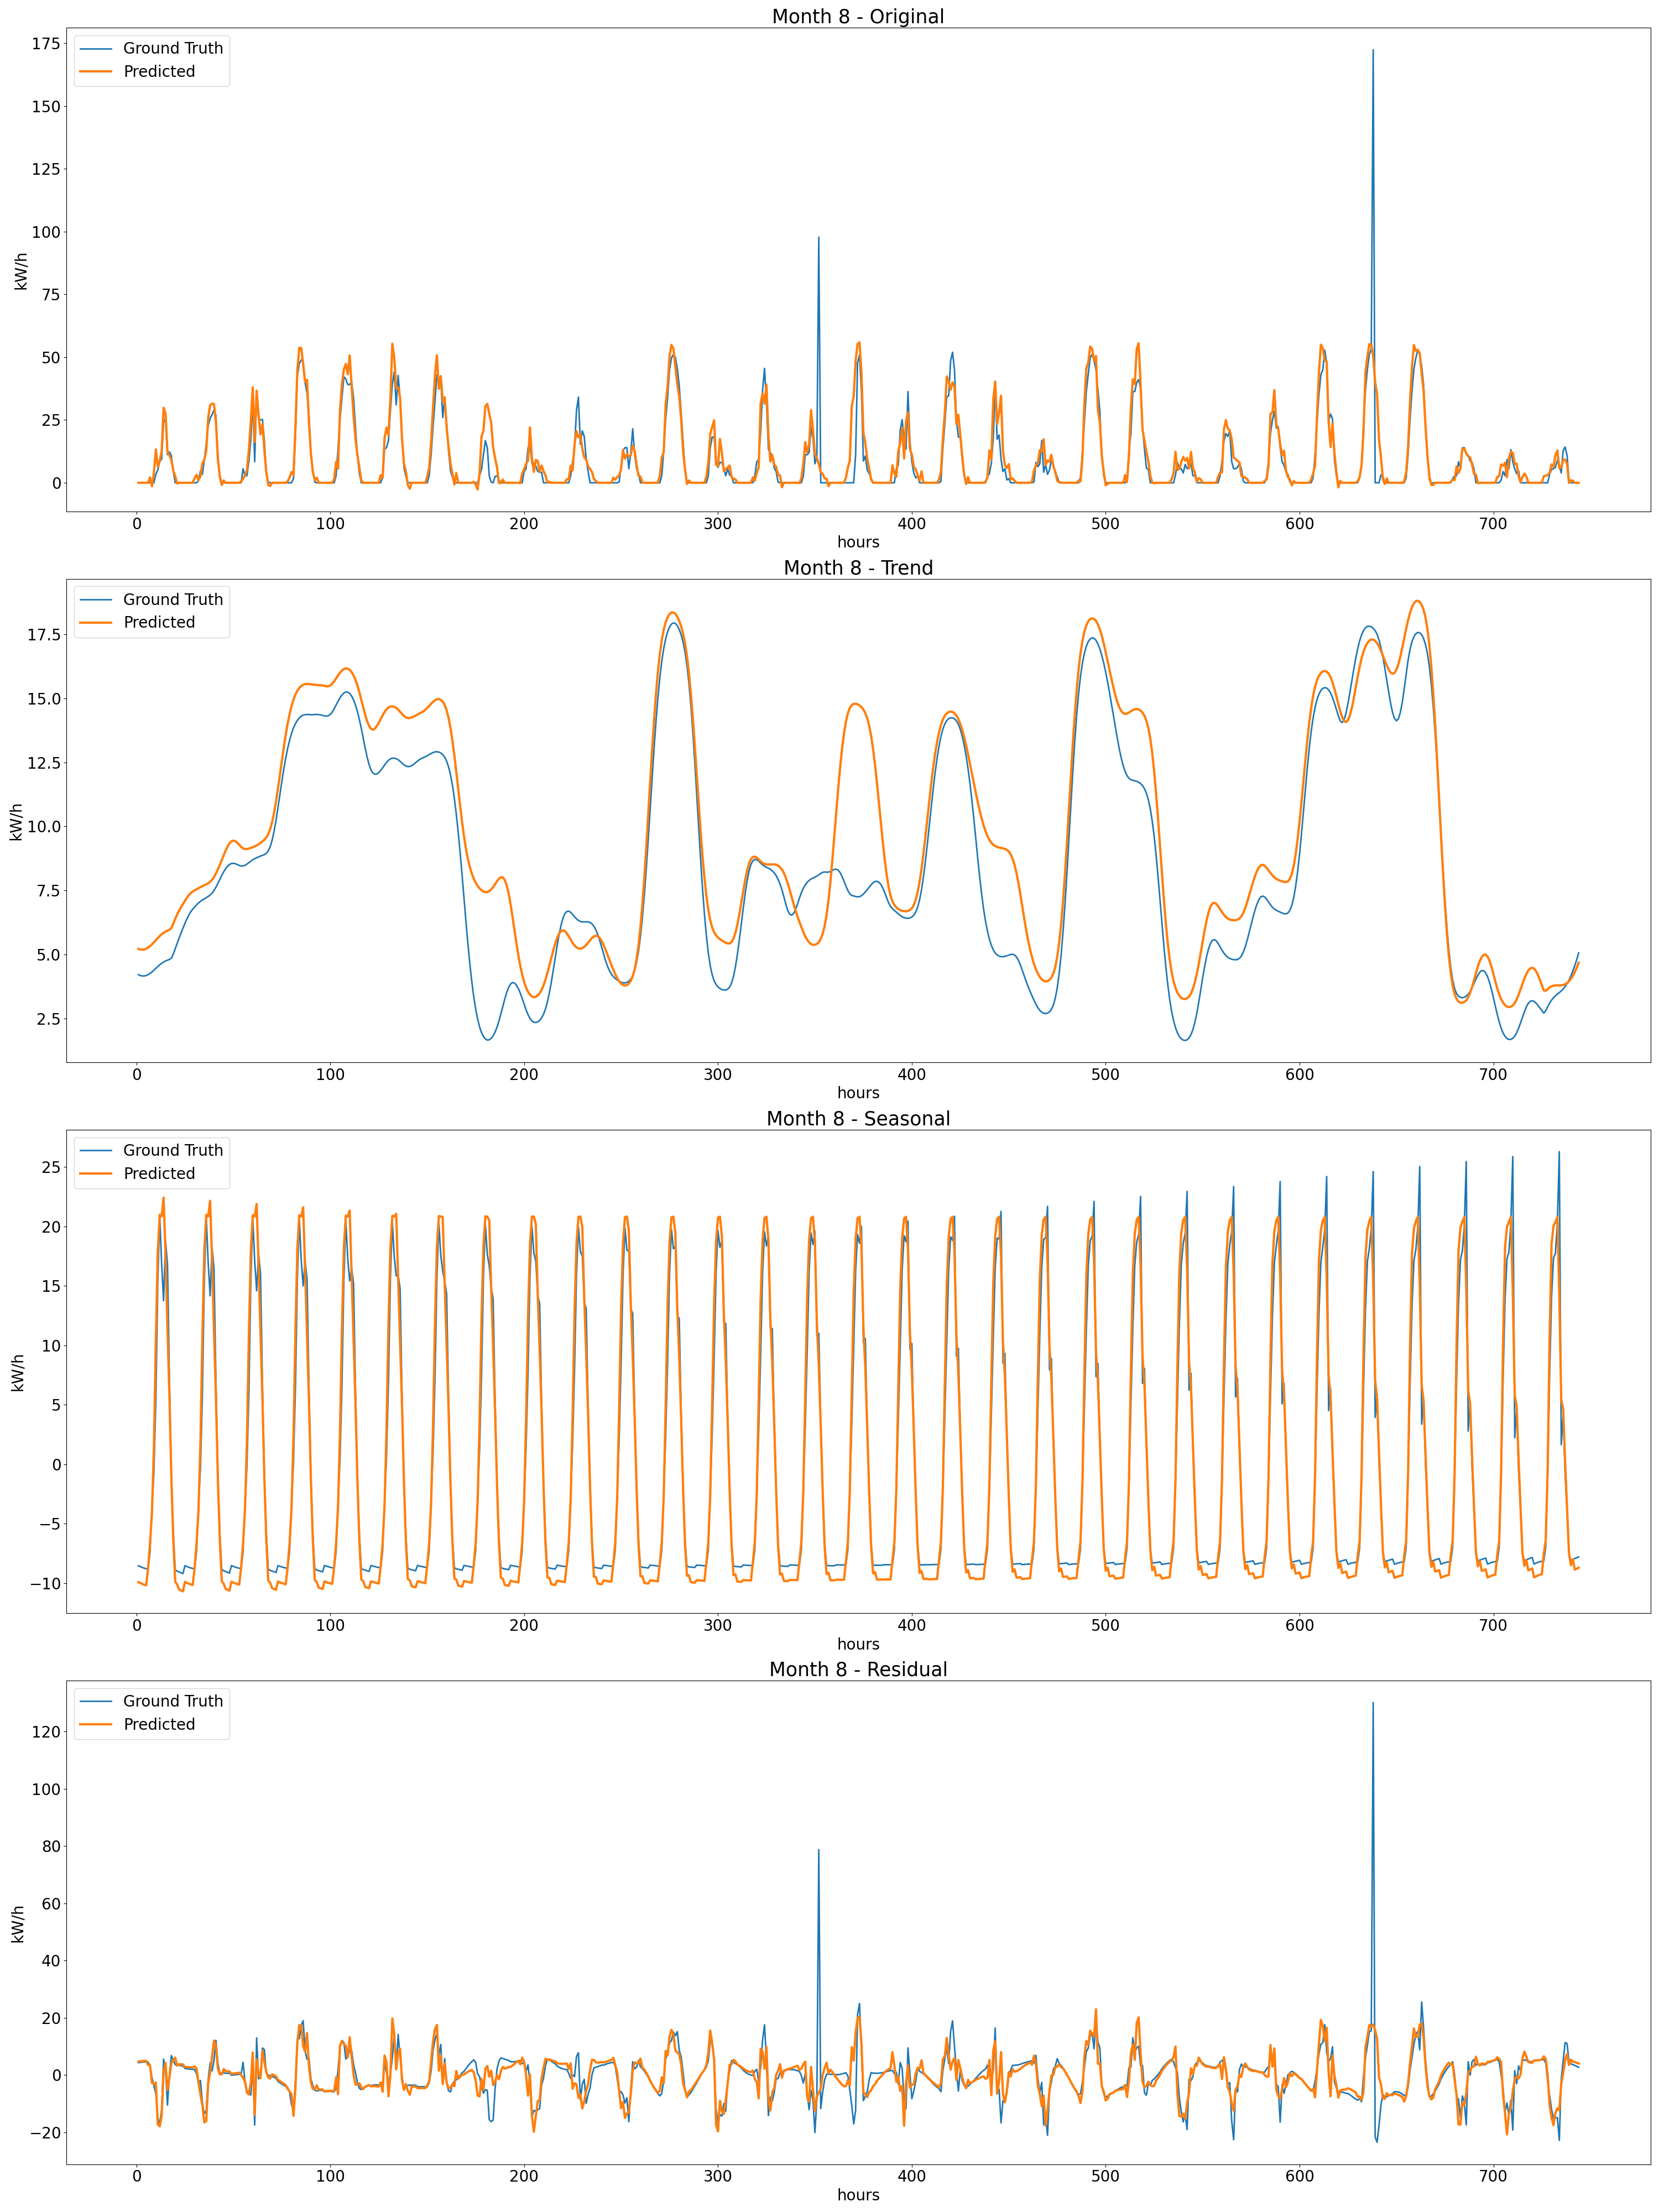 Month 8 - Original
Ground Truth
Predicted
175
150
125
100
75
50
25
0
kW/h
0 100 200 300 400 500 600 700
hours
Month 8 - Trend
Ground Truth
Predicted
17.5
15.0
12.5
10.0
7.5
5.0
2.5
kW/h
0 100 200 300 400 500 600 700
hours
Month 8 - Seasonal
Ground Truth
Predicted
25
20
15
10
5
0
−5
−10
kW/h
0 100 200 300 400 500 600 700
hours
Month 8 - Residual
Ground Truth
Predicted
120
100
80
60
40
20
0
−20
kW/h
0 100 200 300 400 500 600 700
hours